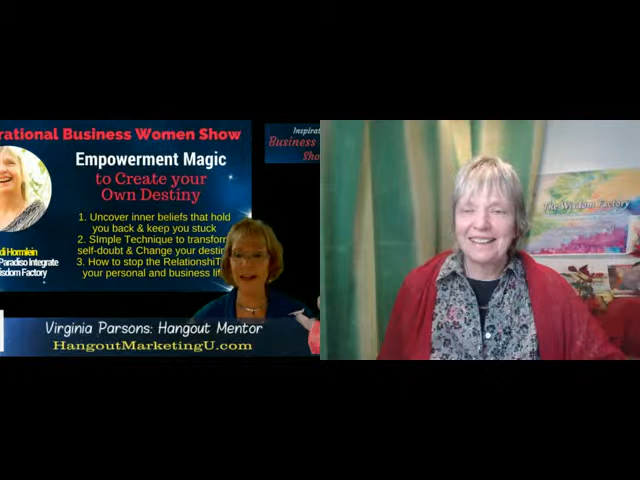 rational Business Women Show
Empowerment Magic
to Create your
Own Destiny
1. Uncover inner beliefs that hold
you back & keep you stuck
2. SImple Technique to transform
self-doubt & Change your destin
3. How to stop the RelationshiT
your personal and business lif
di Hornlein
Paradiso Integrate
isdom Factory
Inspirat
Business
Sho
Virginia Parsons: Hangout Mentor
HangoutMarketingU.com
The Wisdom Factory